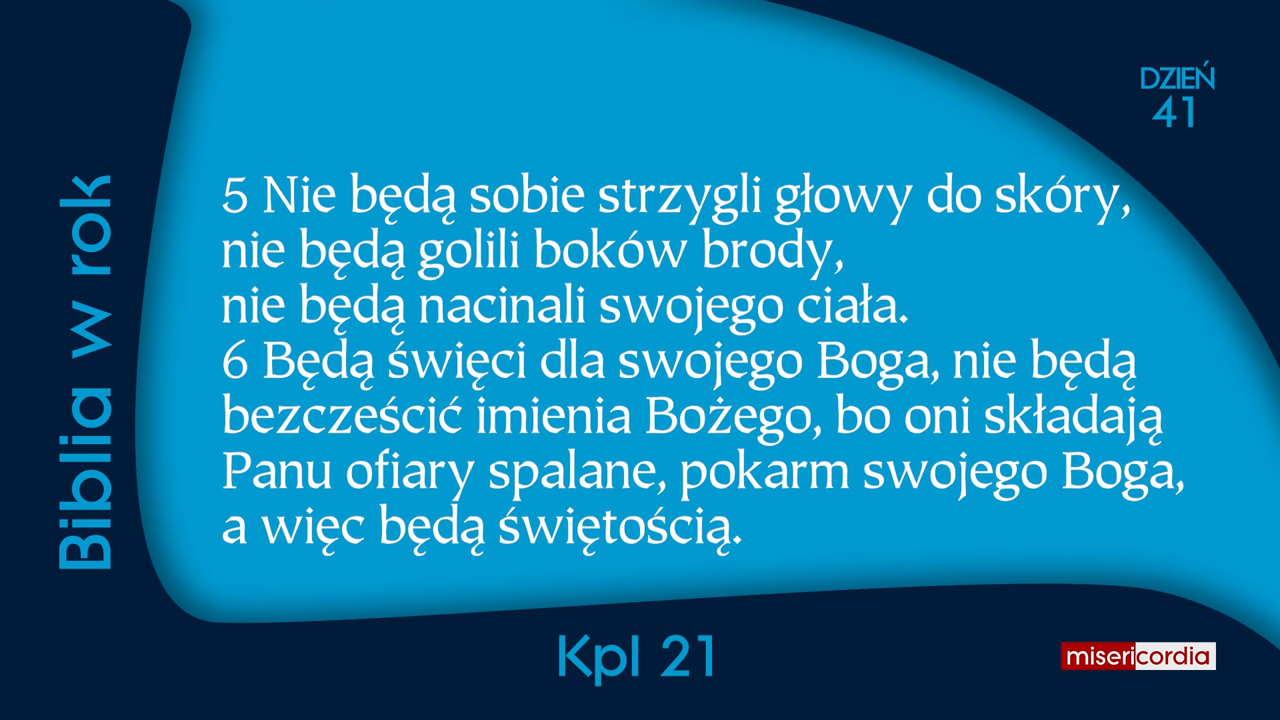 DZIEŃ
41
Biblia w rok
5 Nie będą sobie strzygli głowy do skóry,
nie będą golili boków brody,
nie będą nacinali swojego ciała.
6 Będą święci dla swojego Boga, nie będą
bezcześcić imienia Bożego, bo oni składają
Panu ofiary spalane, pokarm swojego Boga,
a więc będą świętością.
Kpl 21
misericordia